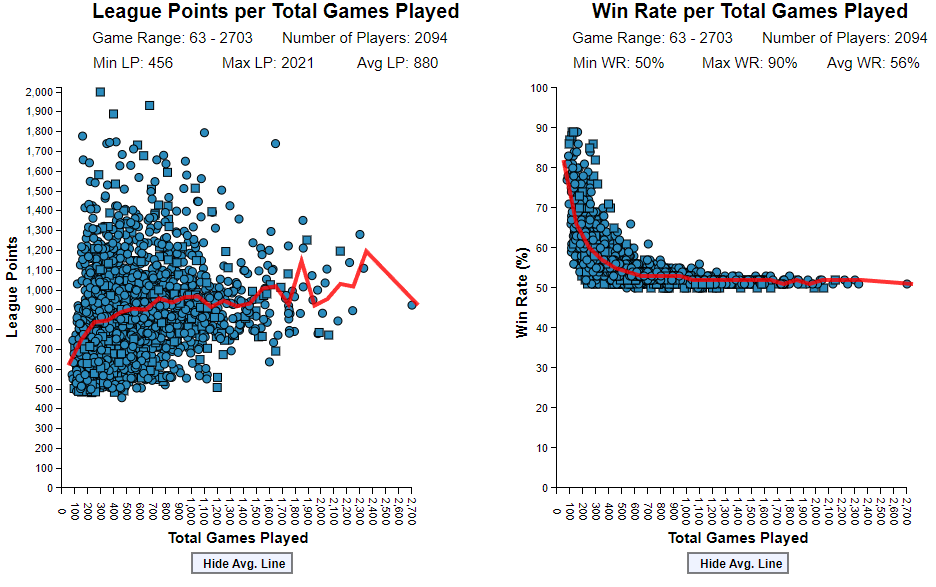 League Points per Total Games Played
Game Range: 63 - 2703 Number of Players: 2094
Min LP: 456 Max LP: 2021 Avg LP: 880
2,000
1,900
1,800
1,700
1,600
1,500
1,400
1,300
1,200
1,100
1,000
900
800
700
600
500
400
300
200
100
0
League Points
0 100 200 300 400 500 600 700 800 900 1,000 1,100 1,200 1,300 1,400 1,500 1,600 1,700 1,800 1,900 2,000 2,100 2,200 2,300 2,400 2,500 2,600 2,700
Total Games Played
Hide Avg. Line
Win Rate per Total Games Played
Game Range: 63 - 2703 Number of Players: 2094
Min WR: 50% Max WR: 90% Avg WR: 56%
100
90
80
70
60
50
40
30
20
10
0
Win Rate (%)
0 100 200 300 400 500 600 700 800 900 1,000 1,100 1,200 1,300 1,400 1,500 1,600 1,700 1,800 1,900 2,000 2,100 2,200 2,300 2,400 2,500 2,600 2,700
Total Games Played
Hide Avg. Line